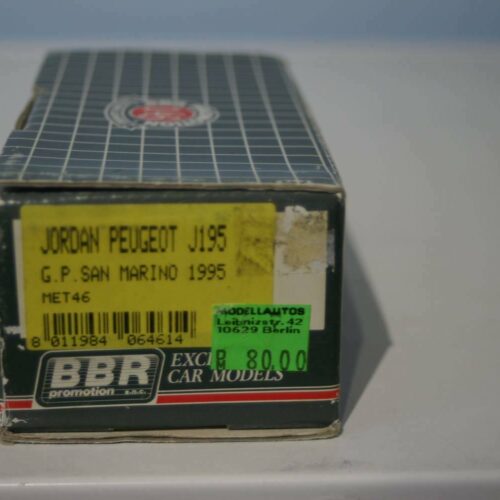 JORDAN PEUGEOT J195
G.P. SAN MARINO 1995
MET46
8 011984 064614
MODELLAUTOS
Leibnizstr. 42
10629 Berlin
80.00
BBR
promotion s.n.c.
CAR MODELS